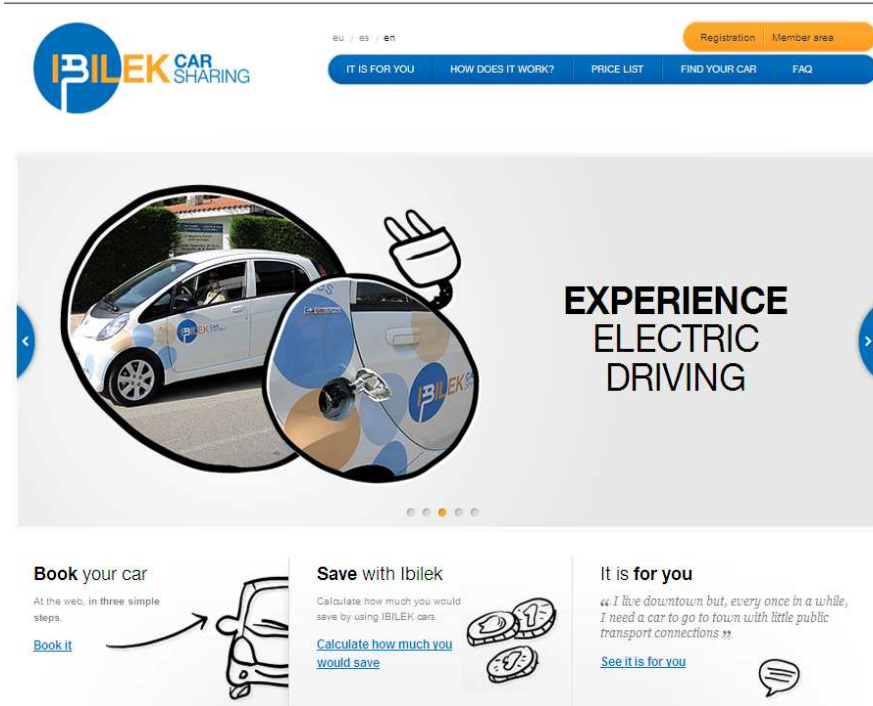 IBILEK CAR SHARING
eu / es / en
Registration Member area
IT IS FOR YOU HOW DOES IT WORK? PRICE LIST FIND YOUR CAR FAQ
EXPERIENCE
ELECTRIC
DRIVING
IBILEK CAR
IBILEK
Book your car
At the web, in three simple
steps.
Book it
Save with Ibilek
Calculate how much you would
save by using IBILEK cars.
Calculate how much you
would save
It is for you
“ I live downtown but, every once in a while,
I need a car to go to town with little public
transport connections ”
See it is for you